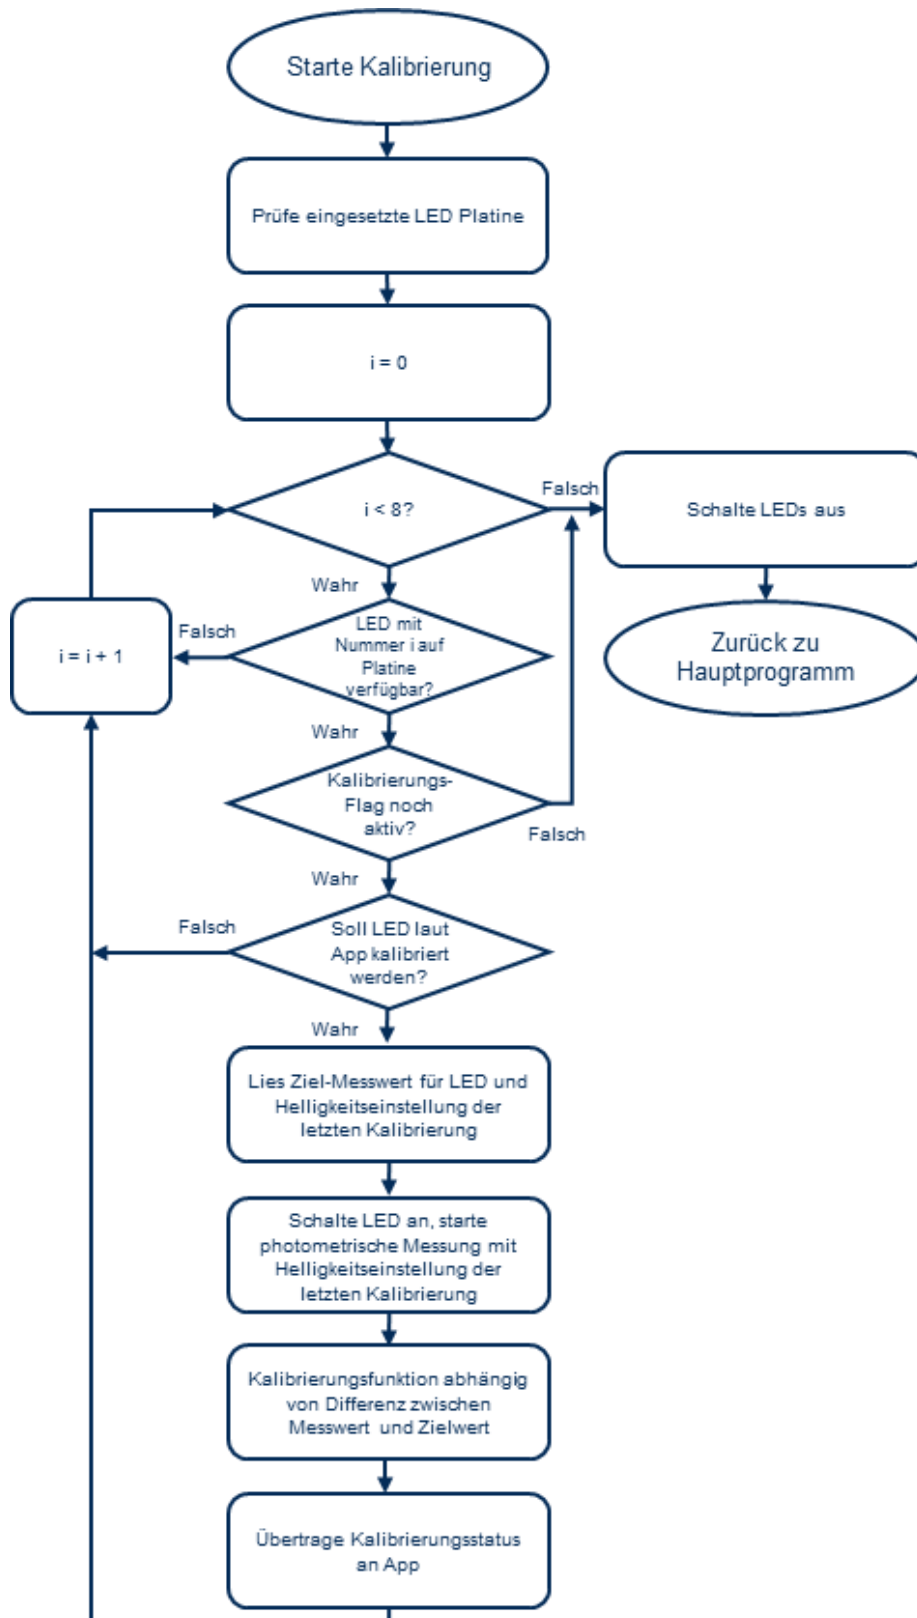 Starte Kalibrierung
Prüfe eingesetzte LED Platine
i = 0
i < 8?
Falsch
Schalte LEDs aus
Wahr
Zurück zu
Hauptprogramm
LED mit
Nummer i auf
Platine
verfügbar?
Falsch
i = i + 1
Wahr
Kalibrierungs-
Flag noch
aktiv?
Falsch
Wahr
Soll LED laut
App kalibriert
werden?
Falsch
Wahr
Lies Ziel-Messwert für LED und
Helligkeitseinstellung der
letzten Kalibrierung
Schalte LED an, starte
photometrische Messung mit
Helligkeitseinstellung der
letzten Kalibrierung
Kalibrierungsfunktion abhängig
von Differenz zwischen
Messwert und Zielwert
Übertrage Kalibrierungsstatus
an App